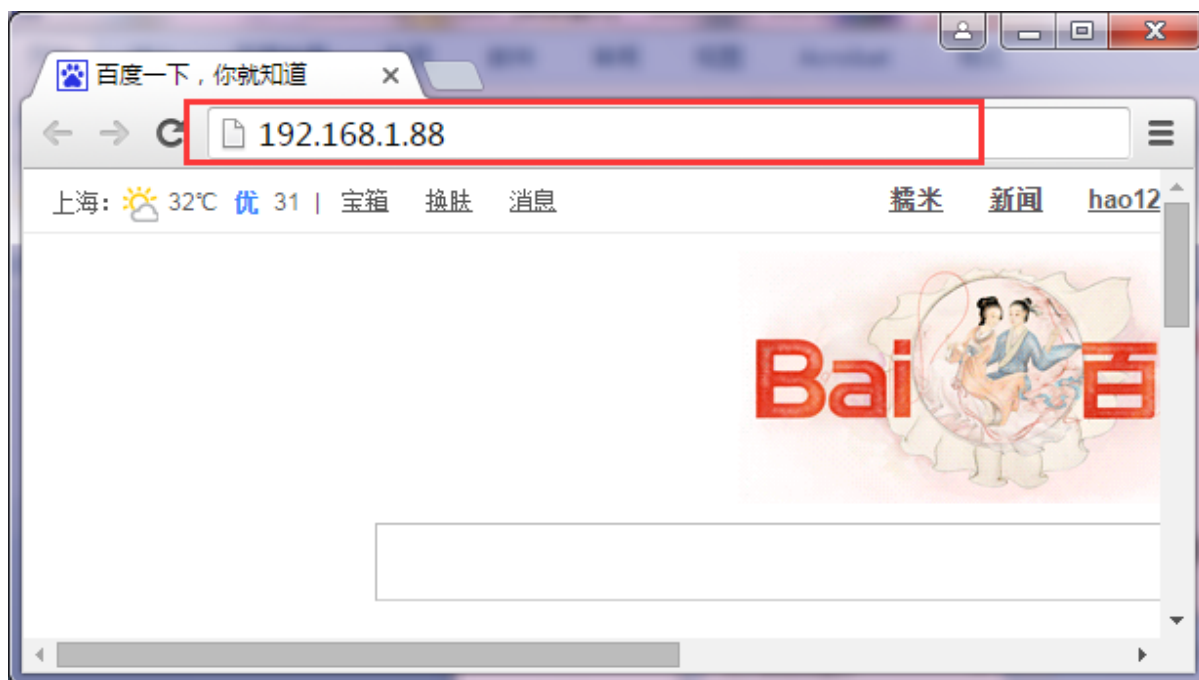 百度一下，你就知道
192.168.1.88
上海: 32℃ 优 31 | 宝箱 换肤 消息 糯米 新闻 hao12
Bai 百